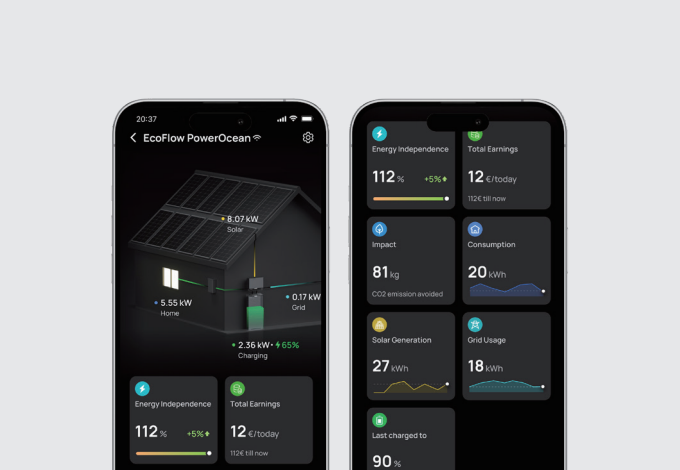 20:37
EcoFlow PowerOcean
8.07 kW
Solar
5.55 kW
Home
0.17 kW
Grid
2.36 kW • 65%
Charging
Energy Independence
112 %
+5%
Total Earnings
12 €/today
112€ till now
Energy Independence
112 %
+5%
Total Earnings
12 €/today
112€ till now
Impact
81 kg
CO2 emission avoided
Consumption
20 kWh
Solar Generation
27 kWh
Grid Usage
18 kWh
Last charged to
90 %